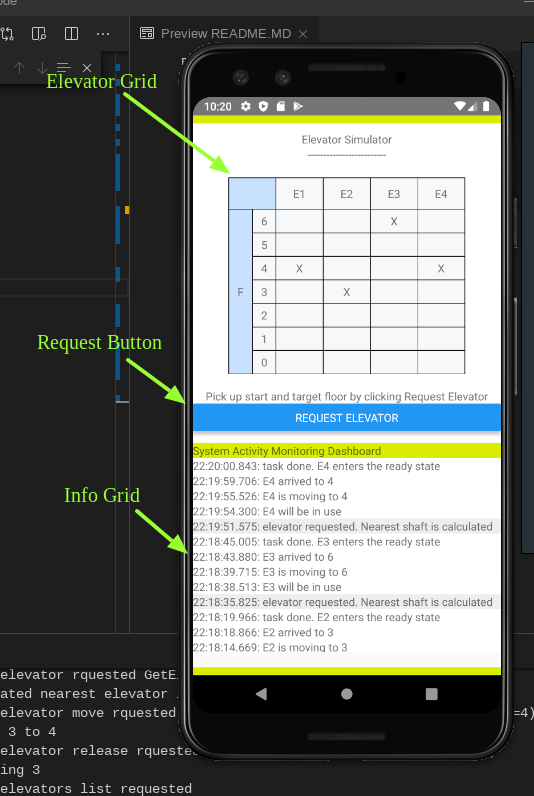 ode
Preview README.MD
Elevator Grid
10:20
Elevator Simulator
------------------------
E1 E2 E3 E4
6 X
5
4 X X
F 3 X
2
1
0
Request Button
Pick up start and target floor by clicking Request Elevator
REQUEST ELEVATOR
System Activity Monitoring Dashboard
22:20:00.843: task done. E4 enters the ready state
22:19:59.706: E4 arrived to 4
22:19:55.526: E4 is moving to 4
Info Grid
22:19:54.300: E4 will be in use
22:19:51.575: elevator requested. Nearest shaft is calculated
22:18:45.005: task done. E3 enters the ready state
22:18:43.880: E3 arrived to 6
22:18:39.715: E3 is moving to 6
22:18:38.513: E3 will be in use
22:18:35.825: elevator requested. Nearest shaft is calculated
22:18:19.966: task done. E2 enters the ready state
22:18:18.866: E2 arrived to 3
22:18:14.669: E2 is moving to 3
elevator rquested GetE
ated nearest elevator
elevator move rquested =4)
3 to 4
elevator release rqueste
ing 3
elevators list requested